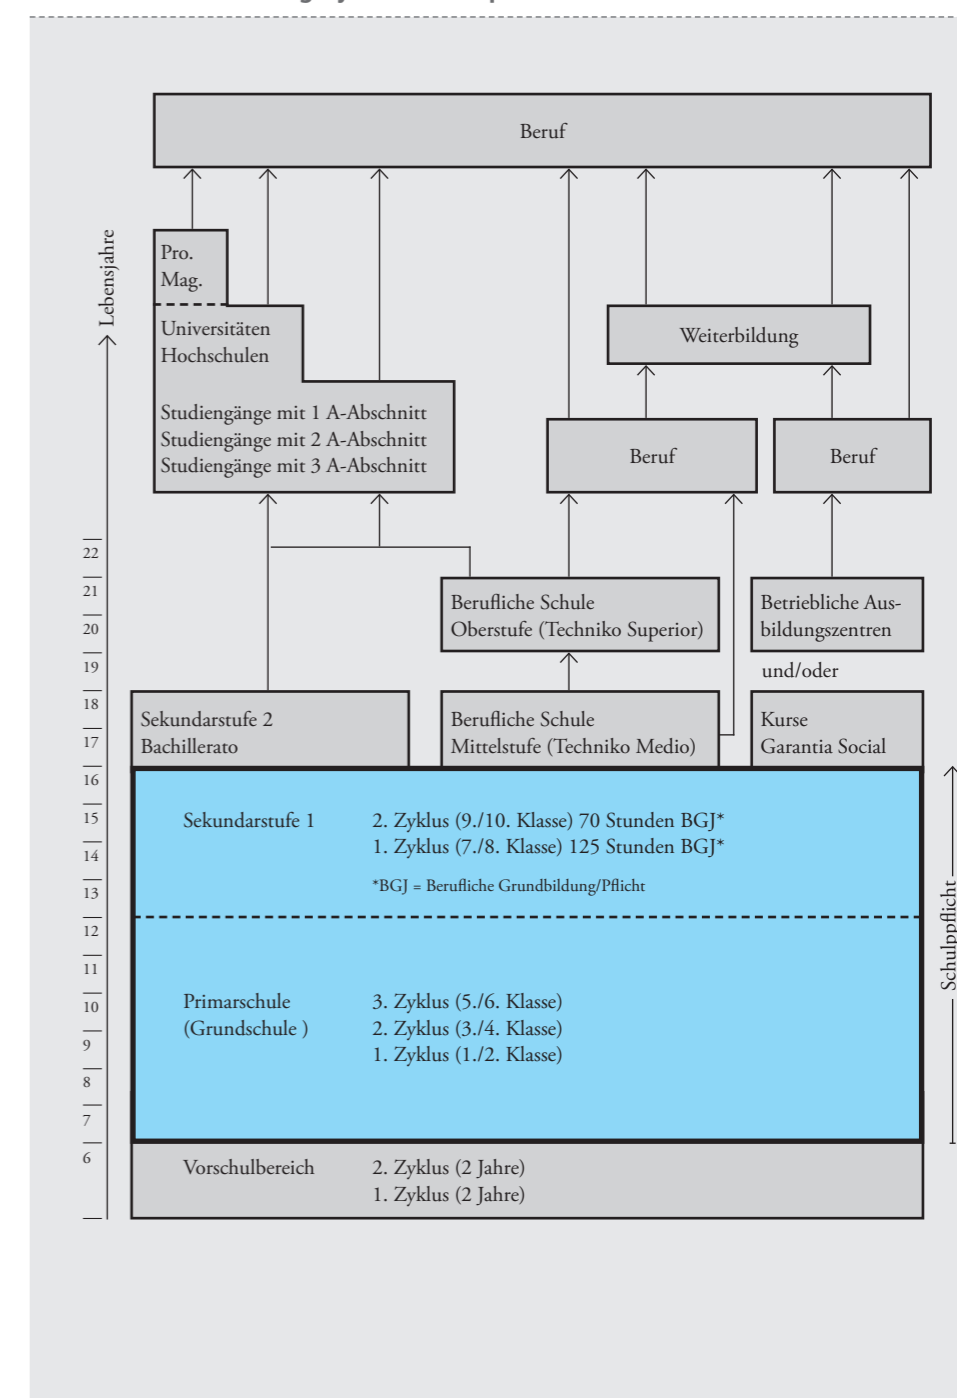 Beruf
Lebensjahre
Pro.
Mag.
Universitäten
Hochschulen
Studiengänge mit 1 A-Abschnitt
Studiengänge mit 2 A-Abschnitt
Studiengänge mit 3 A-Abschnitt
Weiterbildung
Beruf
Beruf
22
21
20
19
18
17
16
15
14
13
12
11
10
9
8
7
6
Berufliche Schule
Oberstufe (Techniko Superior)
Betriebliche Aus-
bildungszentren
und/oder
Sekundarstufe 2
Bachillerato
Berufliche Schule
Mittelstufe (Techniko Medio)
Kurse
Garantia Social
Sekundarstufe 1
2. Zyklus (9./10. Klasse) 70 Stunden BGJ*
1. Zyklus (7./8. Klasse) 125 Stunden BGJ*
*BGJ = Berufliche Grundbildung/Pflicht
Schulppflicht
Primarschule
(Grundschule )
3. Zyklus (5./6. Klasse)
2. Zyklus (3./4. Klasse)
1. Zyklus (1./2. Klasse)
Vorschulbereich
2. Zyklus (2 Jahre)
1. Zyklus (2 Jahre)